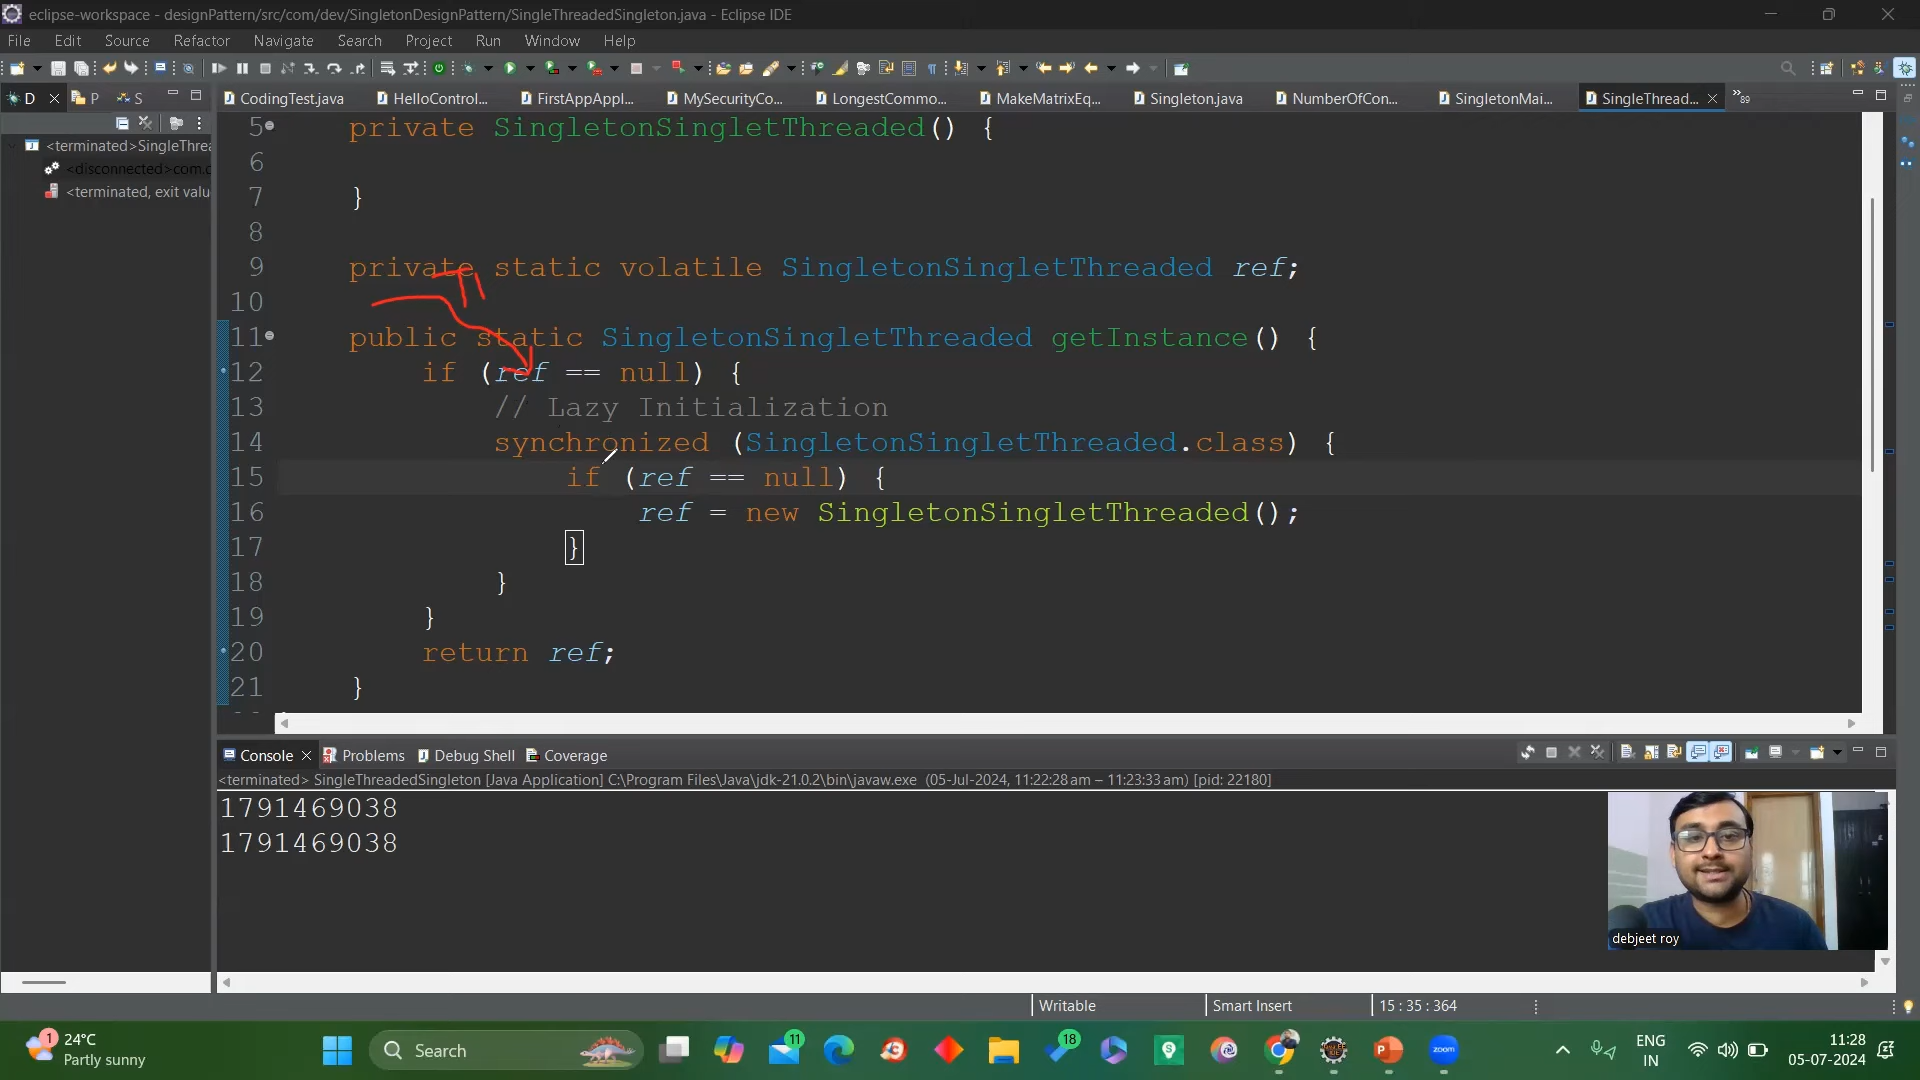 eclipse-workspace - designPattern/src/com/dev/SingletonDesignPattern/SingleThreadedSingleton.java - Eclipse IDE
File Edit Source Refactor Navigate Search Project Run Window Help
D P S
CodingTest.java HelloControl... FirstAppAppl... MySecurityCo... LongestCommo... MakeMatrixEq... Singleton.java NumberOfCon... SingletonMai... SingleThread... »89
<terminated>SingleThrea
<disconnected>com.c
<terminated, exit valu
5 private SingletonSingletThreaded() {
6
7 }
8
9 private static volatile SingletonSingletThreaded ref;
10
11 public static SingletonSingletThreaded getInstance() {
12 if (ref == null) {
13 // Lazy Initialization
14 synchronized (SingletonSingletThreaded.class) {
15 if (ref == null) {
16 ref = new SingletonSingletThreaded();
17 }
18 }
19 }
20 return ref;
21 }
T1
Console Problems Debug Shell Coverage
<terminated> SingleThreadedSingleton [Java Application] C:\Program Files\Java\jdk-21.0.2\bin\javaw.exe (05-Jul-2024, 11:22:28 am – 11:23:33 am) [pid: 22180]
1791469038
1791469038
debjeet roy
Writable Smart Insert 15 : 35 : 364
1 24°C
Partly sunny
Search
11
18
zoom
ENG
IN
11:28
05-07-2024